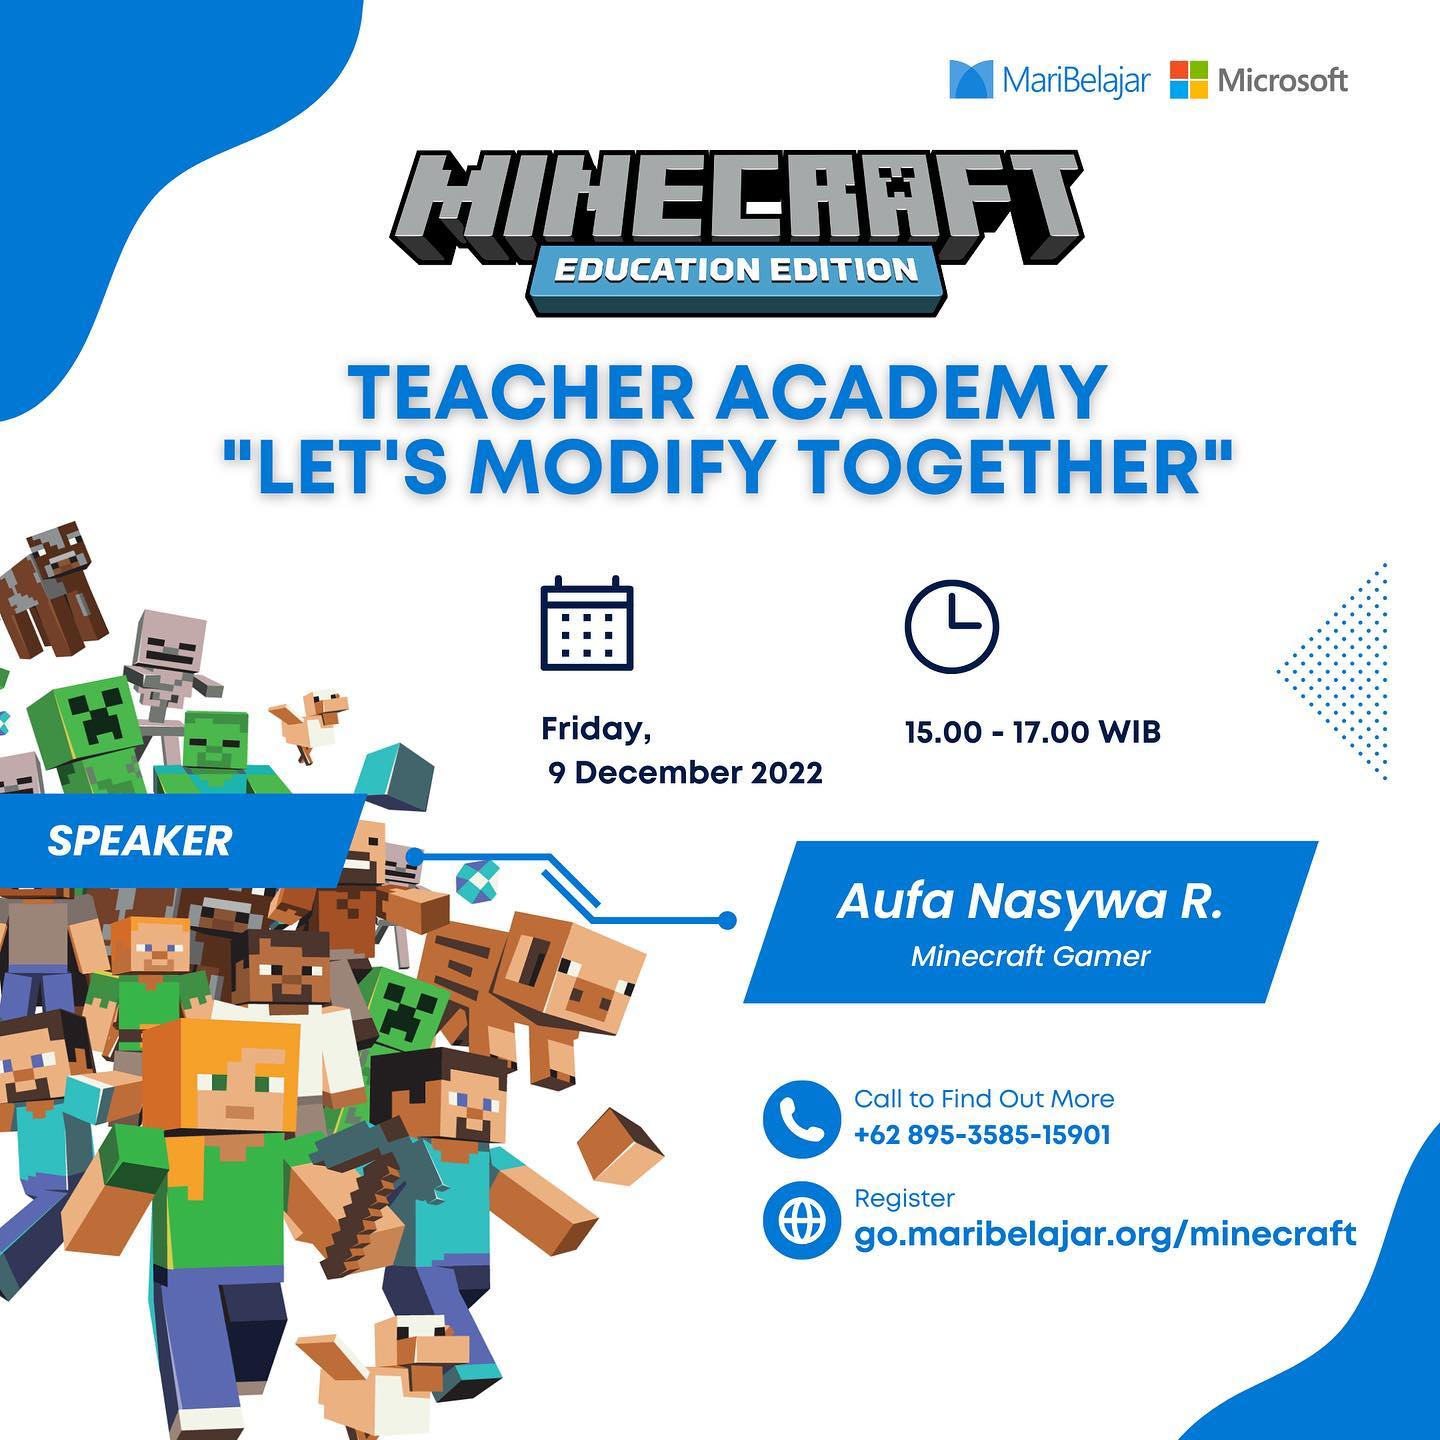 MariBelajar Microsoft
MINECRAFT
EDUCATION EDITION
TEACHER ACADEMY
"LET'S MODIFY TOGETHER"
Friday,
9 December 2022
15.00 - 17.00 WIB
SPEAKER
Aufa Nasywa R.
Minecraft Gamer
Call to Find Out More
+62 895-3585-15901
Register
go.maribelajar.org/minecraft